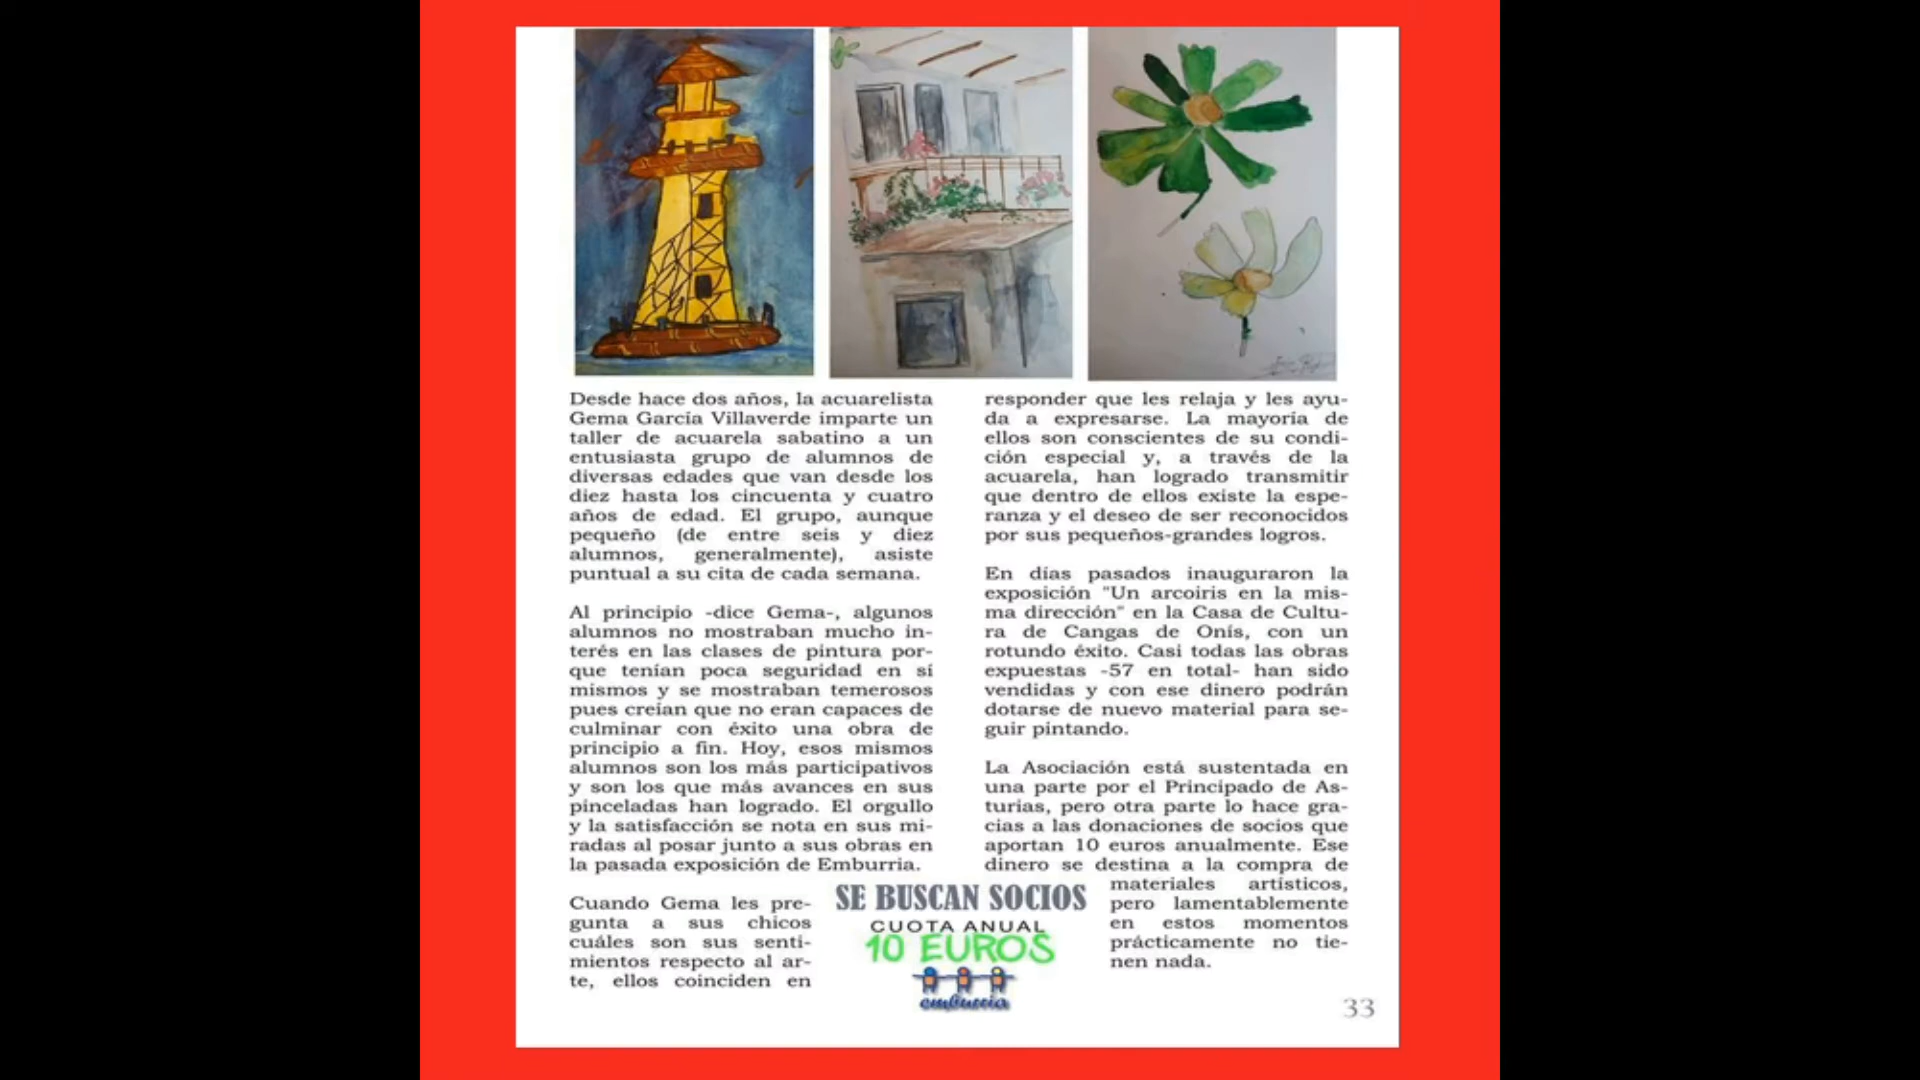 Desde hace dos años, la acuarelista
Gema García Villaverde imparte un
taller de acuarela sabatino a un
entusiasta grupo de alumnos de
diversas edades que van desde los
diez hasta los cincuenta y cuatro
años de edad. El grupo, aunque
pequeño (de entre seis y diez
alumnos, generalmente), asiste
puntual a su cita de cada semana.
Al principio -dice Gema-, algunos
alumnos no mostraban mucho in-
terés en las clases de pintura por-
que tenían poca seguridad en sí
mismos y se mostraban temerosos
pues creían que no eran capaces de
culminar con éxito una obra de
principio a fin. Hoy, esos mismos
alumnos son los más participativos
y son los que más avances en sus
pinceladas han logrado. El orgullo
y la satisfacción se nota en sus mi-
radas al posar junto a sus obras en
la pasada exposición de Emburria.
Cuando Gema les pre-
gunta a sus chicos
cuáles son sus senti-
mientos respecto al ar-
te, ellos coinciden en
responder que les relaja y les ayu-
da a expresarse. La mayoría de
ellos son conscientes de su condi-
ción especial y, a través de la
acuarela, han logrado transmitir
que dentro de ellos existe la espe-
ranza y el deseo de ser reconocidos
por sus pequeños-grandes logros.
En días pasados inauguraron la
exposición "Un arcoiris en la mis-
ma dirección" en la Casa de Cultu-
ra de Cangas de Onís, con un
rotundo éxito. Casi todas las obras
expuestas -57 en total- han sido
vendidas y con ese dinero podrán
dotarse de nuevo material para se-
guir pintando.
La Asociación está sustentada en
una parte por el Principado de As-
turias, pero otra parte lo hace gra-
cias a las donaciones de socios que
aportan 10 euros anualmente. Ese
dinero se destina a la compra de
materiales artísticos,
pero lamentablemente
en estos momentos
prácticamente no tie-
nen nada.
SE BUSCAN SOCIOS
CUOTA ANUAL
10 EUROS
emburria
33